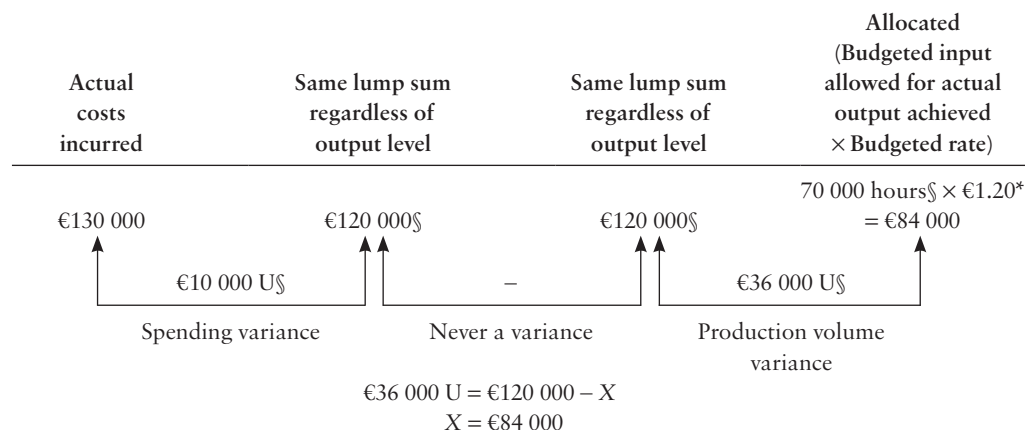 Allocated
(Budgeted input
Actual Same lump sum Same lump sum allowed for actual
costs regardless of regardless of output achieved
incurred output level output level × Budgeted rate)
70 000 hours§ × €1.20*
€130 000 €120 000§ €120 000§ = €84 000
€10 000 U§ – €36 000 U§
Spending variance Never a variance Production volume
variance
€36 000 U = €120 000 – X
X = €84 000